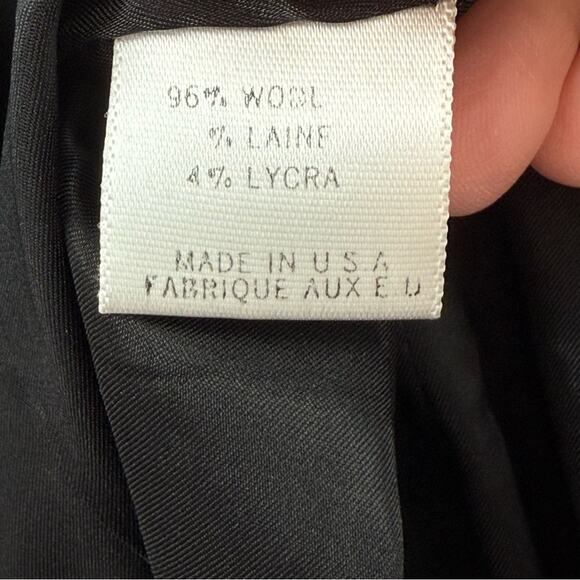 96% WOOL
% LAINE
4% LYCRA
MADE IN U S A
FABRIQUE AUX E U